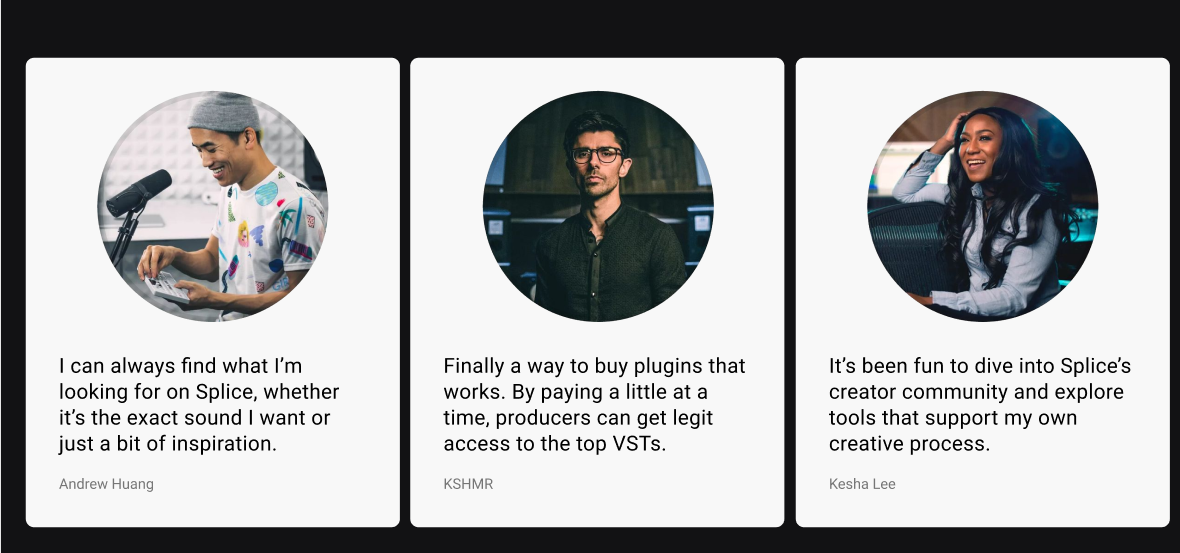 I can always find what I’m
looking for on Splice, whether
it’s the exact sound I want or
just a bit of inspiration.
Andrew Huang
Finally a way to buy plugins that
works. By paying a little at a
time, producers can get legit
access to the top VSTs.
KSHMR
It’s been fun to dive into Splice’s
creator community and explore
tools that support my own
creative process.
Kesha Lee